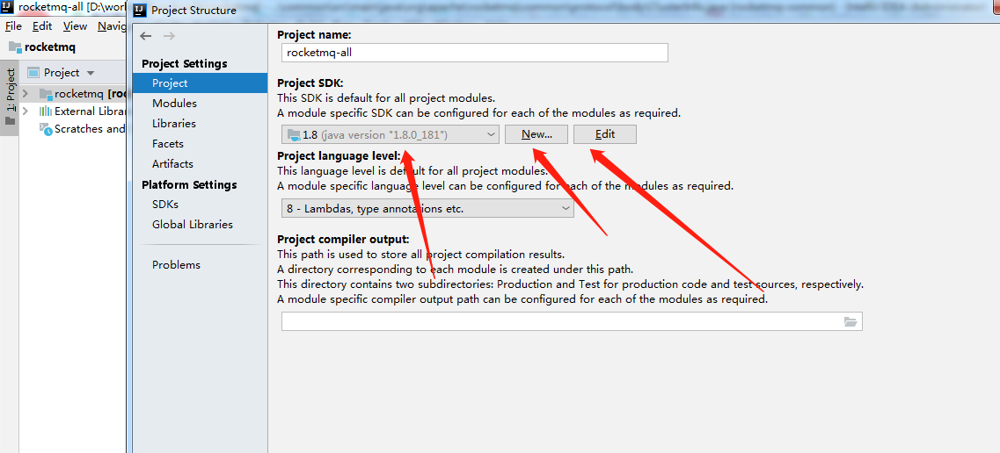 rocketmq-all [D:\worl
Project Structure
File Edit View Navig
rocketmq
1: Project
Project
rocketmq [roc
External Librar
Scratches and
Project Settings
Project
Modules
Libraries
Facets
Artifacts
Platform Settings
SDKs
Global Libraries
Problems
Project name:
rocketmq-all
Project SDK:
This SDK is default for all project modules.
A module specific SDK can be configured for each of the modules as required.
1.8 (java version "1.8.0_181")
New...
Edit
Project language level:
This language level is default for all project modules.
A module specific language level can be configured for each of the modules as required.
8 - Lambdas, type annotations etc.
Project compiler output:
This path is used to store all project compilation results.
A directory corresponding to each module is created under this path.
This directory contains two subdirectories: Production and Test for production code and test sources, respectively.
A module specific compiler output path can be configured for each of the modules as required.